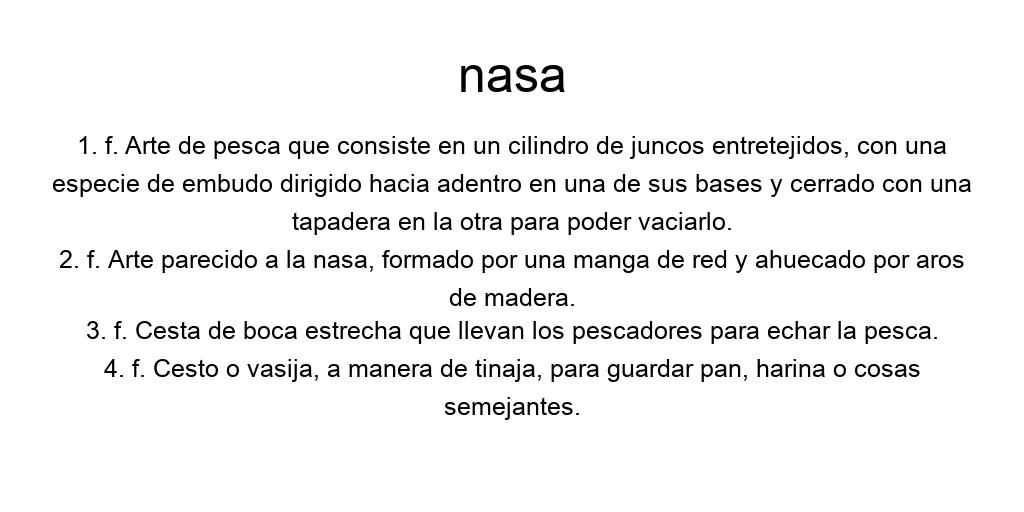 nasa
1. f. Arte de pesca que consiste en un cilindro de juncos entretejidos, con una
especie de embudo dirigido hacia adentro en una de sus bases y cerrado con una
tapadera en la otra para poder vaciarlo.
2. f. Arte parecido a la nasa, formado por una manga de red y ahuecado por aros
de madera.
3. f. Cesta de boca estrecha que llevan los pescadores para echar la pesca.
4. f. Cesto o vasija, a manera de tinaja, para guardar pan, harina o cosas
semejantes.